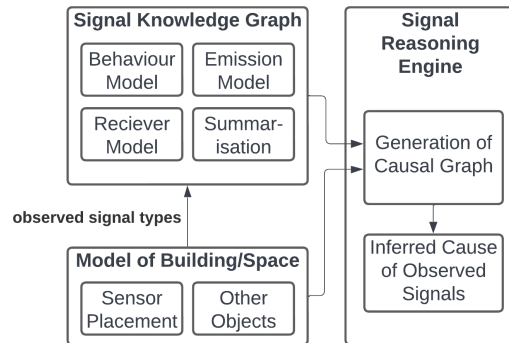 Signal Knowledge Graph
Behaviour
Model
Emission
Model
Reciever
Model
Summar-
isation
observed signal types
Model of Building/Space
Sensor
Placement
Other
Objects
Signal
Reasoning
Engine
Generation of
Causal Graph
Inferred Cause
of Observed
Signals